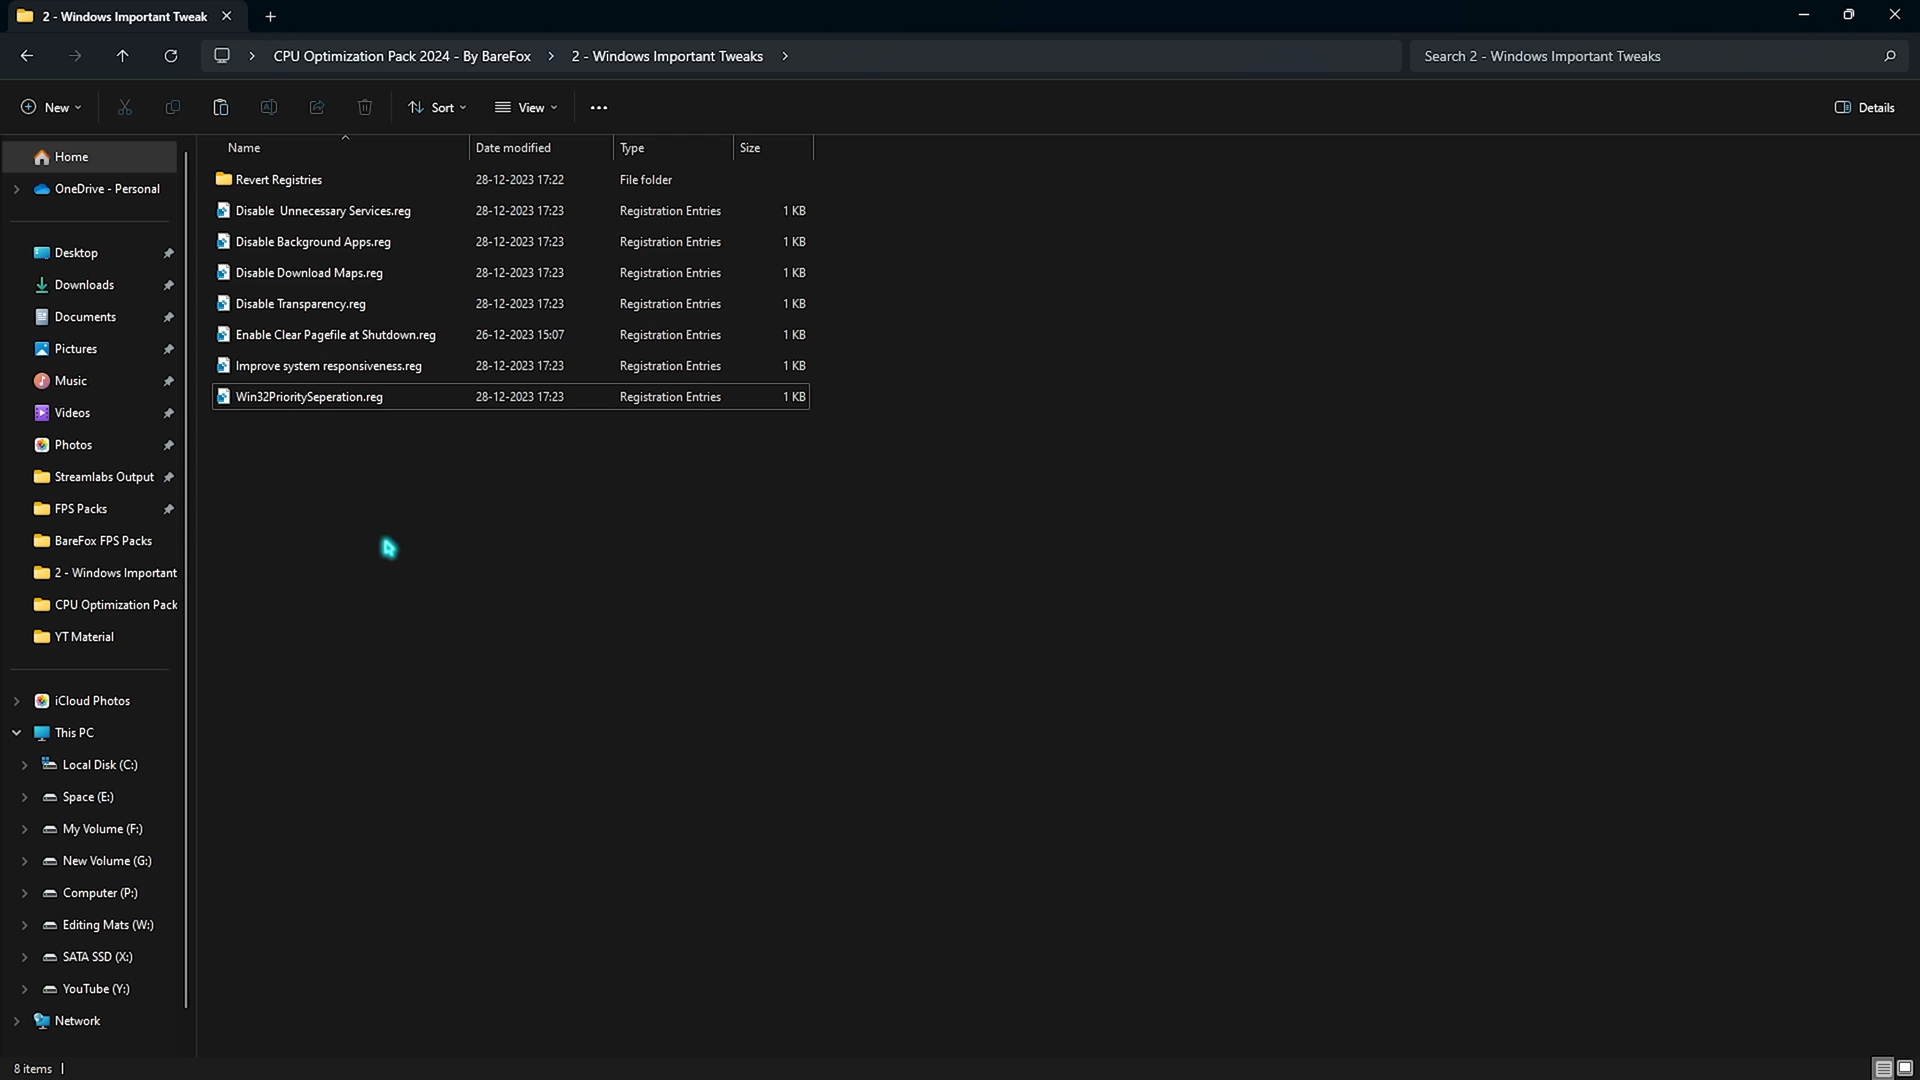 2 - Windows Important Tweak
CPU Optimization Pack 2024 - By BareFox
2 - Windows Important Tweaks
Search 2 - Windows Important Tweaks
New
Sort
View
Details
Name
Date modified
Type
Size
Revert Registries 28-12-2023 17:22 File folder
Disable  Unnecessary Services.reg 28-12-2023 17:23 Registration Entries 1 KB
Disable Background Apps.reg 28-12-2023 17:23 Registration Entries 1 KB
Disable Download Maps.reg 28-12-2023 17:23 Registration Entries 1 KB
Disable Transparency.reg 28-12-2023 17:23 Registration Entries 1 KB
Enable Clear Pagefile at Shutdown.reg 26-12-2023 15:07 Registration Entries 1 KB
Improve system responsiveness.reg 28-12-2023 17:23 Registration Entries 1 KB
Win32PrioritySeperation.reg 28-12-2023 17:23 Registration Entries 1 KB
Home
OneDrive - Personal
Desktop
Downloads
Documents
Pictures
Music
Videos
Photos
Streamlabs Output
FPS Packs
BareFox FPS Packs
2 - Windows Important
CPU Optimization Pack
YT Material
iCloud Photos
This PC
Local Disk (C:)
Space (E:)
My Volume (F:)
New Volume (G:)
Computer (P:)
Editing Mats (W:)
SATA SSD (X:)
YouTube (Y:)
Network
8 items